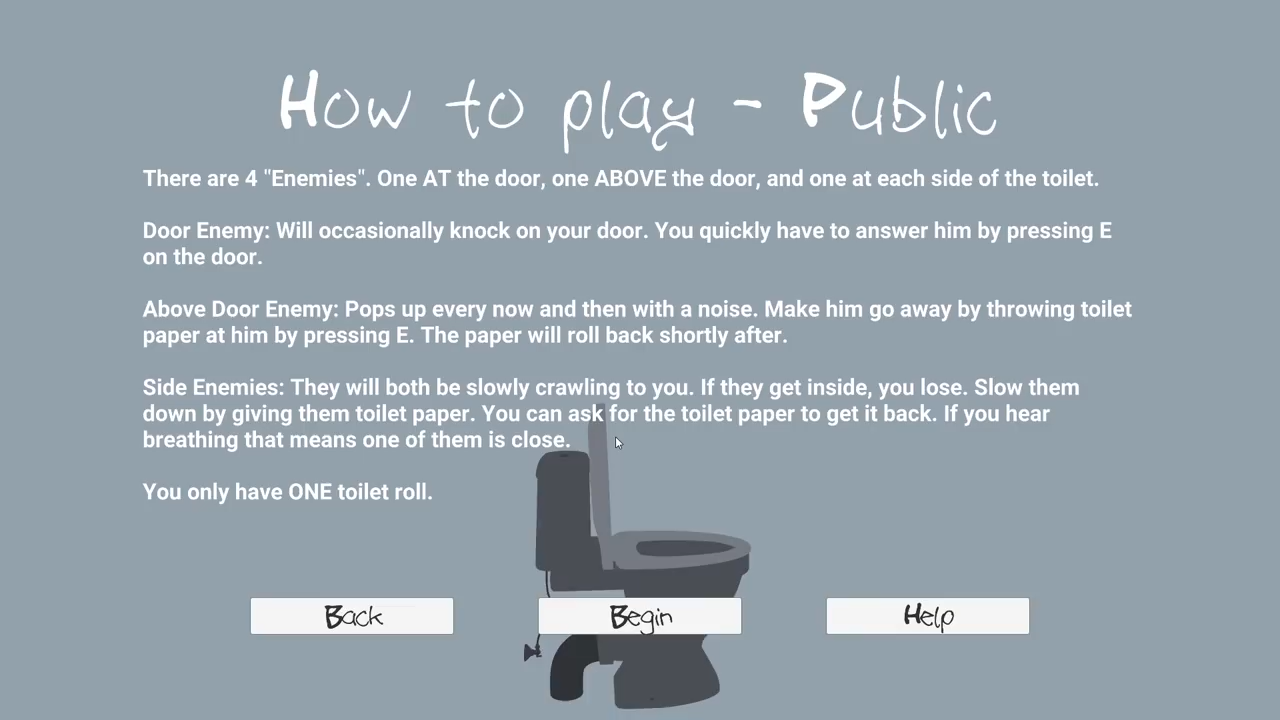 How to play - Public
There are 4 "Enemies". One AT the door, one ABOVE the door, and one at each side of the toilet.
Door Enemy: Will occasionally knock on your door. You quickly have to answer him by pressing E
on the door.
Above Door Enemy: Pops up every now and then with a noise. Make him go away by throwing toilet
paper at him by pressing E. The paper will roll back shortly after.
Side Enemies: They will both be slowly crawling to you. If they get inside, you lose. Slow them
down by giving them toilet paper. You can ask for the toilet paper to get it back. If you hear
breathing that means one of them is close.
You only have ONE toilet roll.
Back
Begin
Help